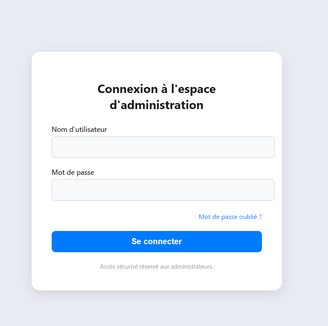 Connexion à l'espace
d'administration
Nom d'utilisateur
Mot de passe
Mot de passe oublié ?
Se connecter
Accès sécurisé réservé aux administrateurs.